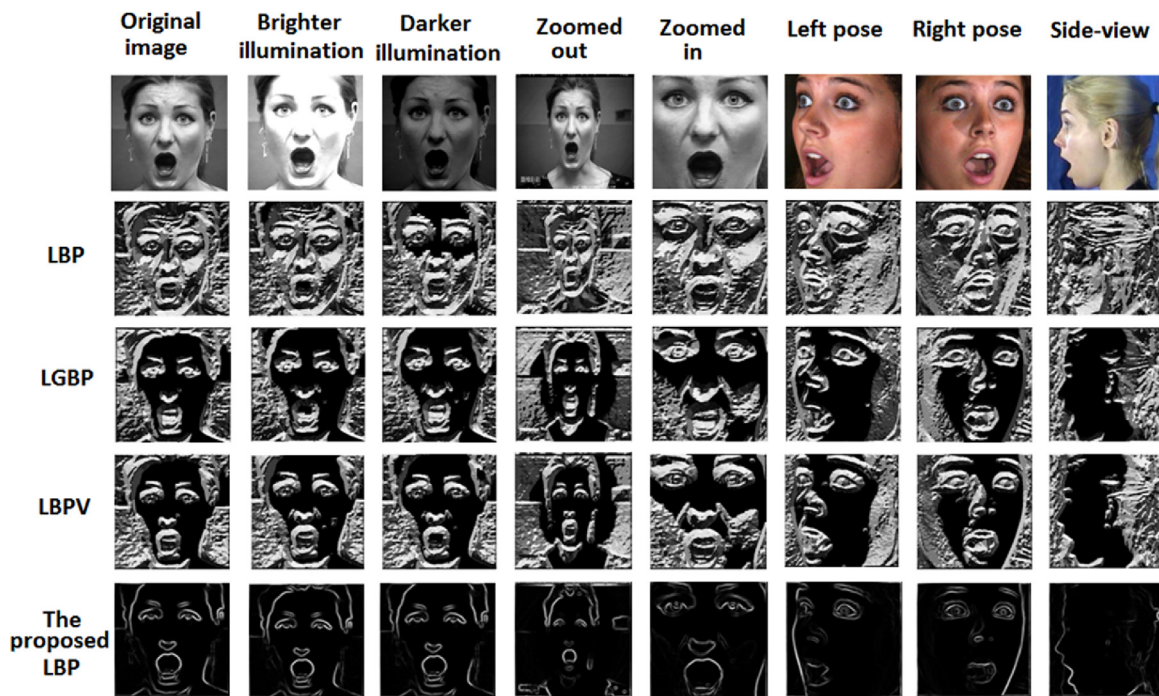 Original
image
Brighter
illumination
Darker
illumination
Zoomed
out
Zoomed
in
Left pose
Right pose
Side-view
LBP
LGBP
LBPV
The
proposed
LBP